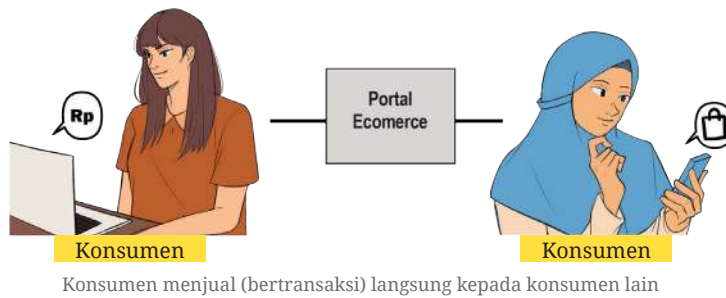 Rp
Portal
Ecomerce
Konsumen
Konsumen
Konsumen menjual (bertransaksi) langsung kepada konsumen lain